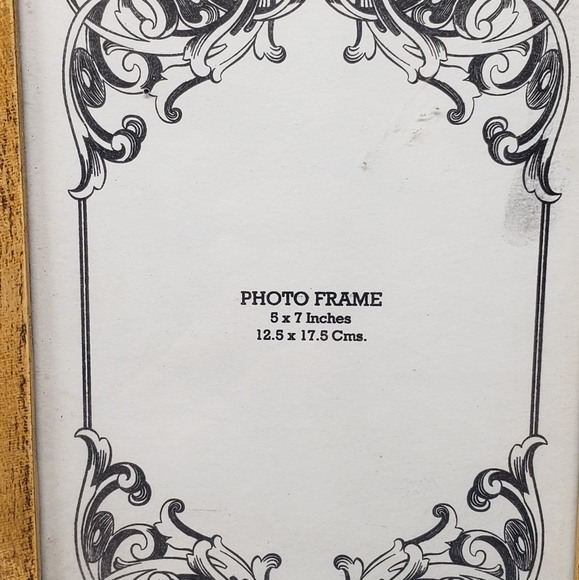 PHOTO FRAME
5 x 7 Inches
12.5 x 17.5 Cms.